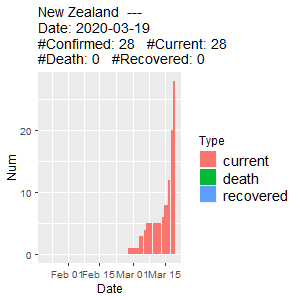 New Zealand  ---
Date: 2020-03-19
#Confirmed: 28   #Current: 28
#Death: 0   #Recovered: 0
Num
20
10
0
Feb 01
Feb 15
Mar 01
Mar 15
Date
Type
current
death
recovered